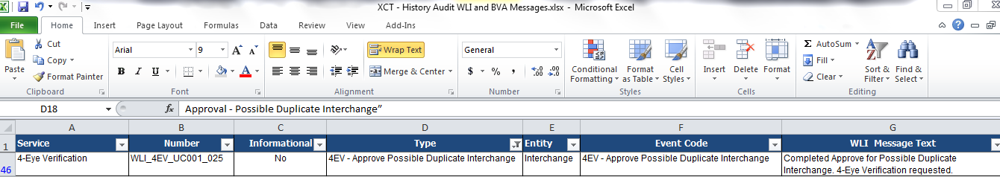 XCT - History Audit WLI and BVA Messages.xlsx - Microsoft Excel
File Home Insert Page Layout Formulas Data Review View Add-Ins
Paste
Cut
Copy
Format Painter
Clipboard
Arial 9
B I U
Font
Wrap Text
Merge & Center
Alignment
General
$ % ,
Number
Conditional Formatting
Format as Table
Cell Styles
Styles
Insert
Delete
Format
Cells
Σ AutoSum
Fill
Clear
Sort & Filter
Find & Select
Editing
D18 fx Approval - Possible Duplicate Interchange”
A B C D E F G
1 Service Number Informational Type Entity Event Code WLI Message Text
46 4-Eye Verification WLI_4EV_UC001_025 No 4EV - Approve Possible Duplicate Interchange Interchange 4EV - Approve Possible Duplicate Interchange Completed Approve for Possible Duplicate
Interchange. 4-Eye Verification requested.